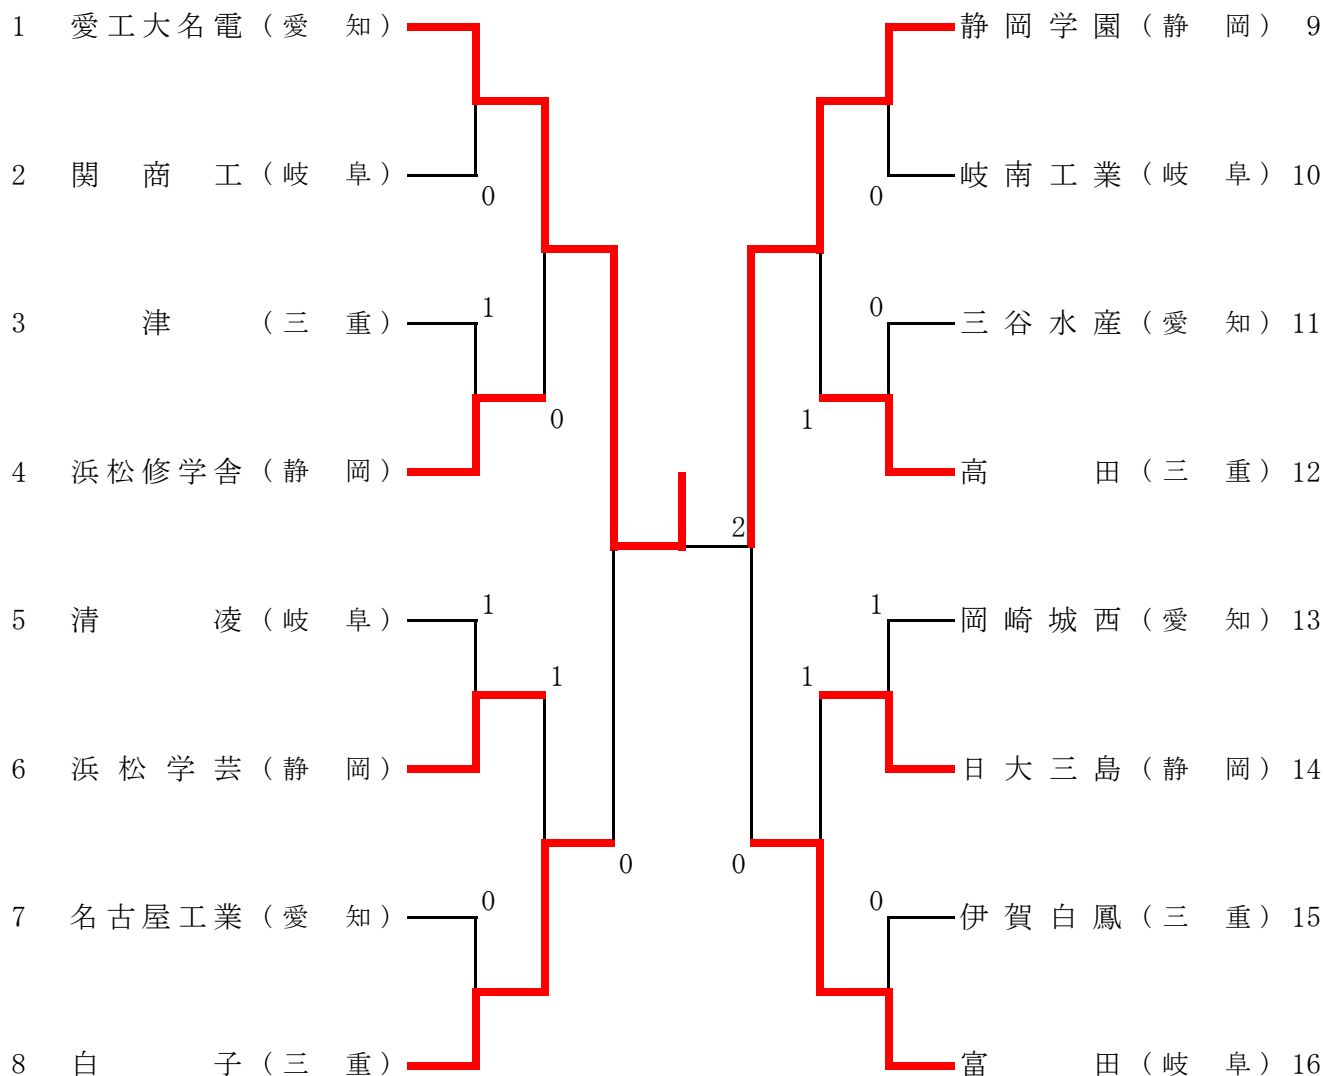 1 愛工大名電（愛 知） 静岡学園（静 岡） 9
2 関 商 工（岐 阜） 岐南工業（岐 阜） 10
0 0
1 0
3 津 （三 重） 三谷水産（愛 知） 11
0 1
4 浜松修学舎（静 岡） 高 田（三 重） 12
2
1 1
5 清 凌（岐 阜） 岡崎城西（愛 知） 13
1 1
6 浜松学芸（静 岡） 日大三島（静 岡） 14
0 0
0 0
7 名古屋工業（愛 知） 伊賀白鳳（三 重） 15
8 白 子（三 重） 富 田（岐 阜） 16